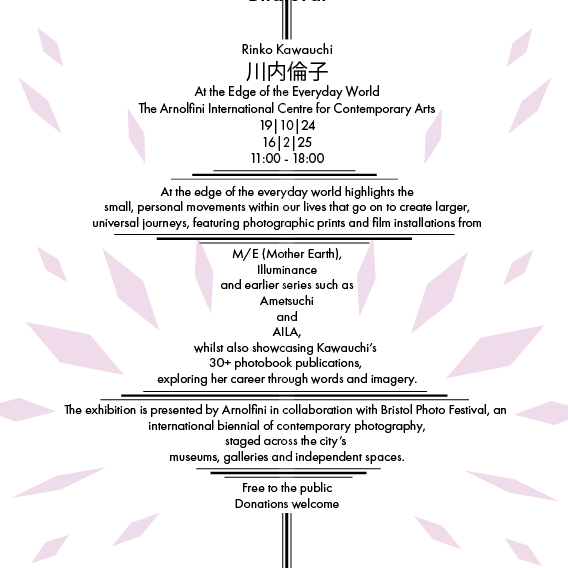 Rinko Kawauchi
川内倫子
At the Edge of the Everyday World
The Arnolfini International Centre for Contemporary Arts
19|10|24
16|2|25
11:00 - 18:00
At the edge of the everyday world highlights the
small, personal movements within our lives that go on to create larger,
universal journeys, featuring photographic prints and film installations from
M/E (Mother Earth),
Illuminance
and earlier series such as
Ametsuchi
and
AILA,
whilst also showcasing Kawauchi's
30+ photobook publications,
exploring her career through words and imagery.
The exhibition is presented by Arnolfini in collaboration with Bristol Photo Festival, an
international biennial of contemporary photography,
staged across the city's
museums, galleries and independent spaces.
Free to the public
Donations welcome